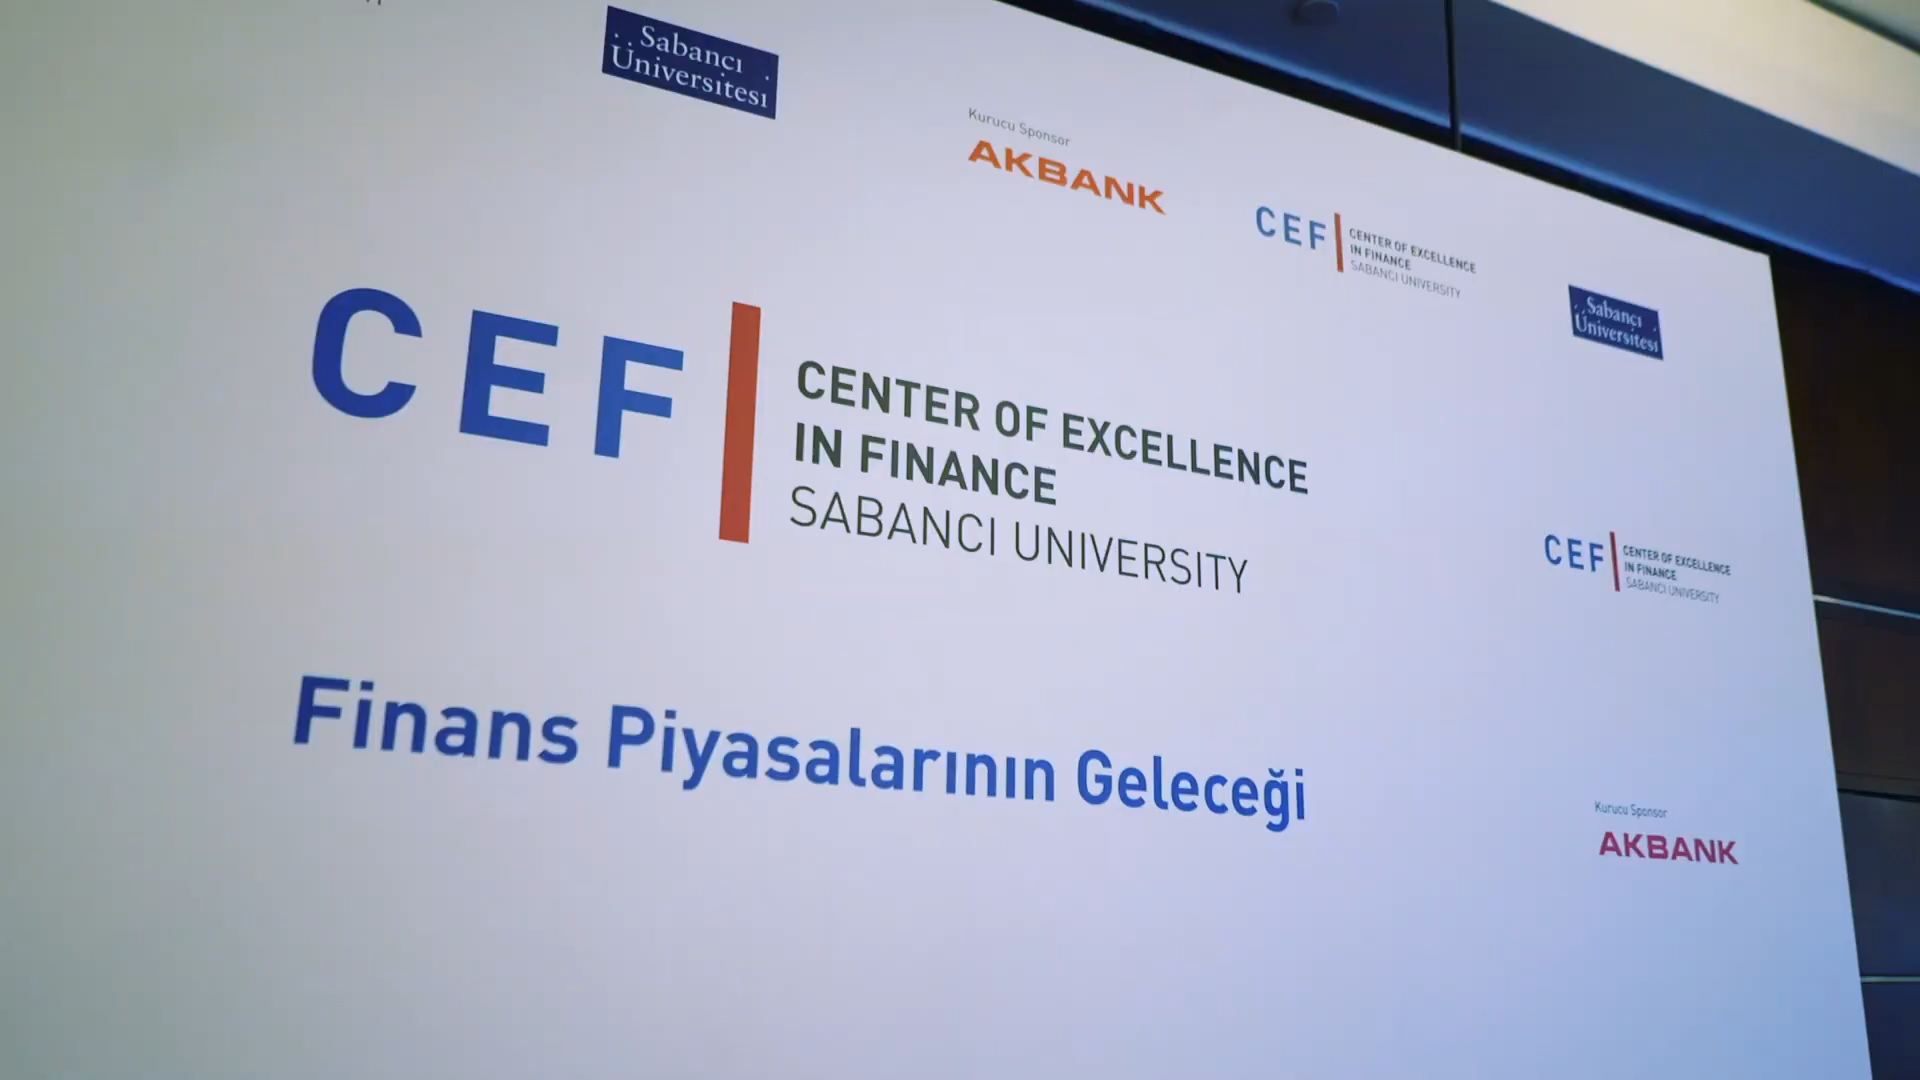 Sabancı
Üniversitesi
Kurucu Sponsor
AKBANK
CEF
CENTER OF EXCELLENCE
IN FINANCE
SABANCI UNIVERSITY
Sabancı
Üniversitesi
CEF
CENTER OF EXCELLENCE
IN FINANCE
SABANCI UNIVERSITY
CEF
CENTER OF EXCELLENCE
IN FINANCE
SABANCI UNIVERSITY
Finans Piyasalarının Geleceği
Kurucu Sponsor
AKBANK